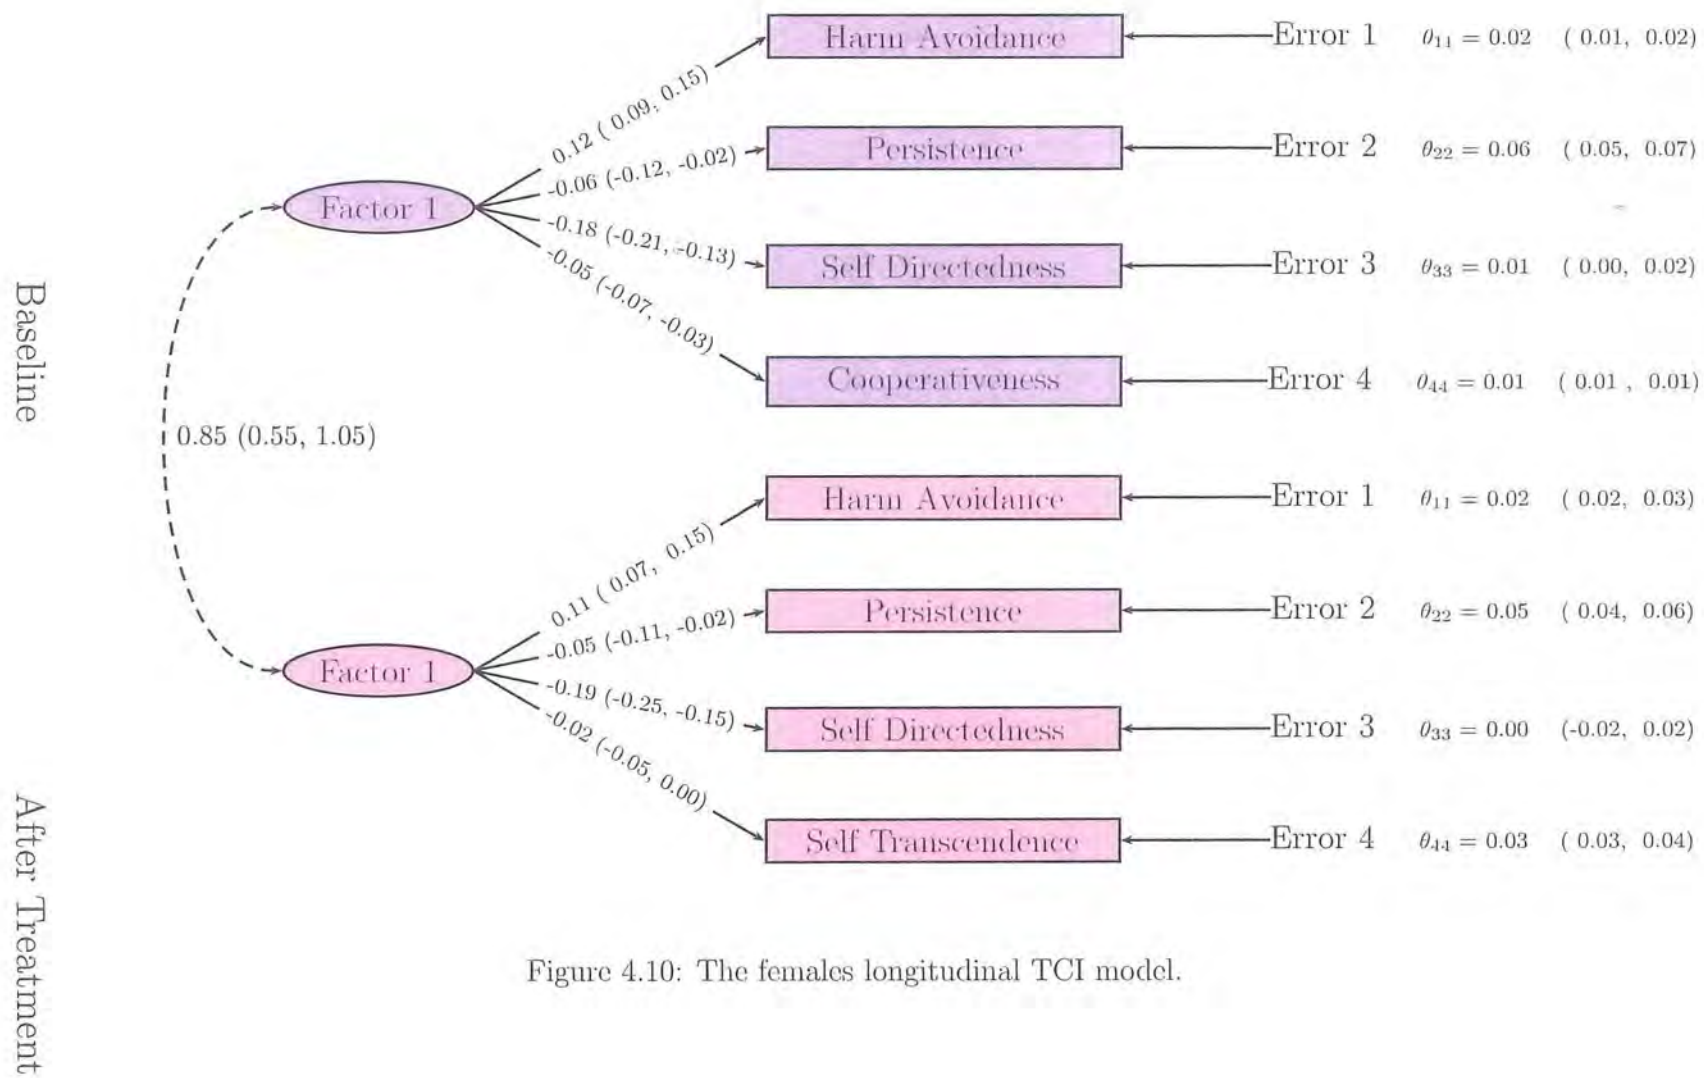 Baseline
Factor 1
0.12 ( 0.09, 0.15)
Harm Avoidance
Error 1 θ₁₁ = 0.02 ( 0.01, 0.02)
-0.06 (-0.12, -0.02)
Persistence
Error 2 θ₂₂ = 0.06 ( 0.05, 0.07)
-0.18 (-0.21, -0.13)
Self Directedness
Error 3 θ₃₃ = 0.01 ( 0.00, 0.02)
-0.05 (-0.07, -0.03)
Cooperativeness
Error 4 θ₄₄ = 0.01 ( 0.01 , 0.01)
0.85 (0.55, 1.05)
After Treatment
Factor 1
0.11 ( 0.07, 0.15)
Harm Avoidance
Error 1 θ₁₁ = 0.02 ( 0.02, 0.03)
-0.05 (-0.11, -0.02)
Persistence
Error 2 θ₂₂ = 0.05 ( 0.04, 0.06)
-0.19 (-0.25, -0.15)
Self Directedness
Error 3 θ₃₃ = 0.00 (-0.02, 0.02)
-0.02 (-0.05, 0.00)
Self Transcendence
Error 4 θ₄₄ = 0.03 ( 0.03, 0.04)
Figure 4.10: The females longitudinal TCI model.